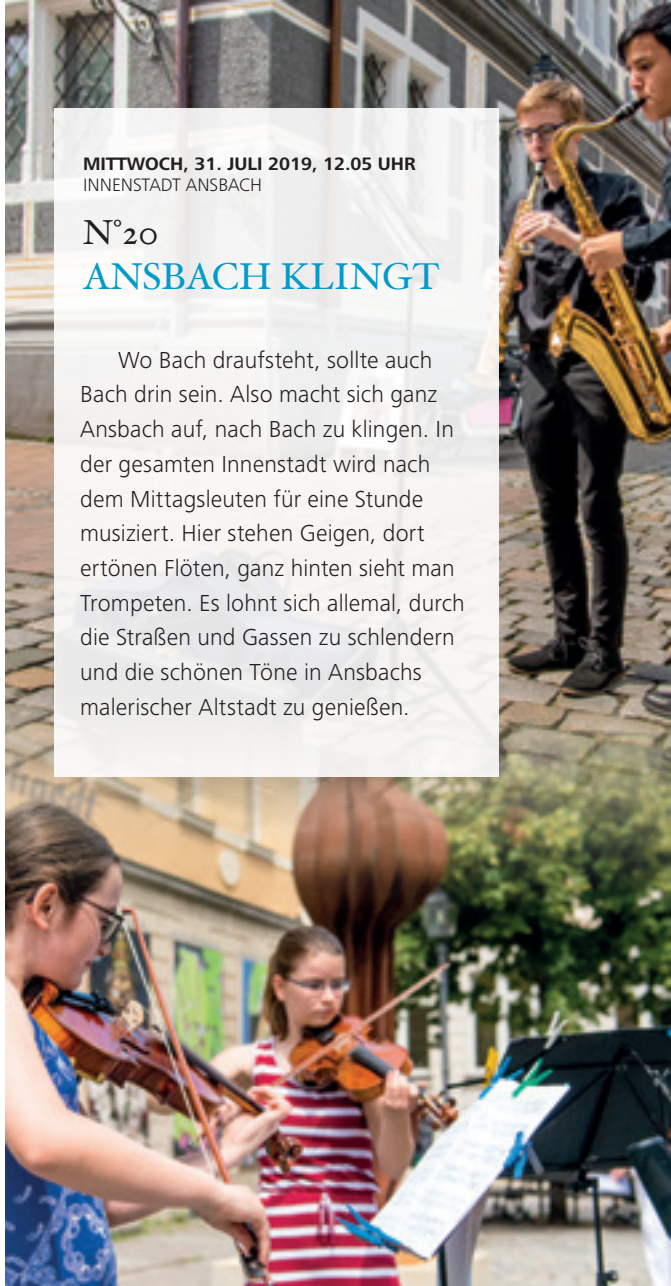 MITTWOCH, 31. JULI 2019, 12.05 UHR
INNENSTADT ANSBACH
N°20
ANSBACH KLINGT
Wo Bach draufsteht, sollte auch
Bach drin sein. Also macht sich ganz
Ansbach auf, nach Bach zu klingen. In
der gesamten Innenstadt wird nach
dem Mittagsleuten für eine Stunde
musiziert. Hier stehen Geigen, dort
ertönen Flöten, ganz hinten sieht man
Trompeten. Es lohnt sich allemal, durch
die Straßen und Gassen zu schlendern
und die schönen Töne in Ansbachs
malerischer Altstadt zu genießen.